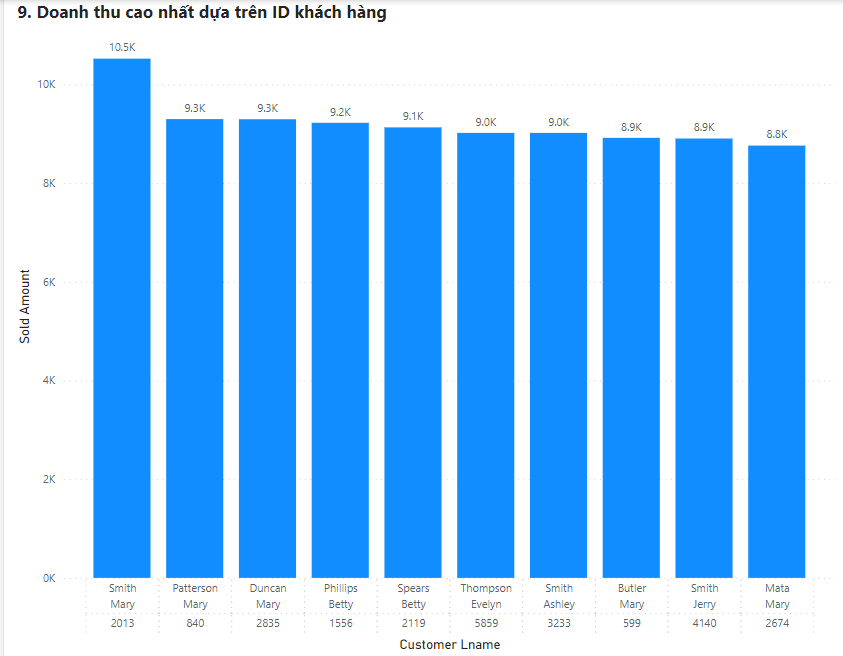 9. Doanh thu cao nhất dựa trên ID khách hàng
10.5K
9.3K 9.3K 9.2K 9.1K 9.0K 9.0K 8.9K 8.9K 8.8K
10K
8K
6K
4K
2K
0K
Sold Amount
Smith Patterson Duncan Phillips Spears Thompson Smith Butler Smith Mata
Mary Mary Mary Betty Betty Evelyn Ashley Mary Jerry Mary
2013 840 2835 1556 2119 5859 3233 599 4140 2674
Customer Lname